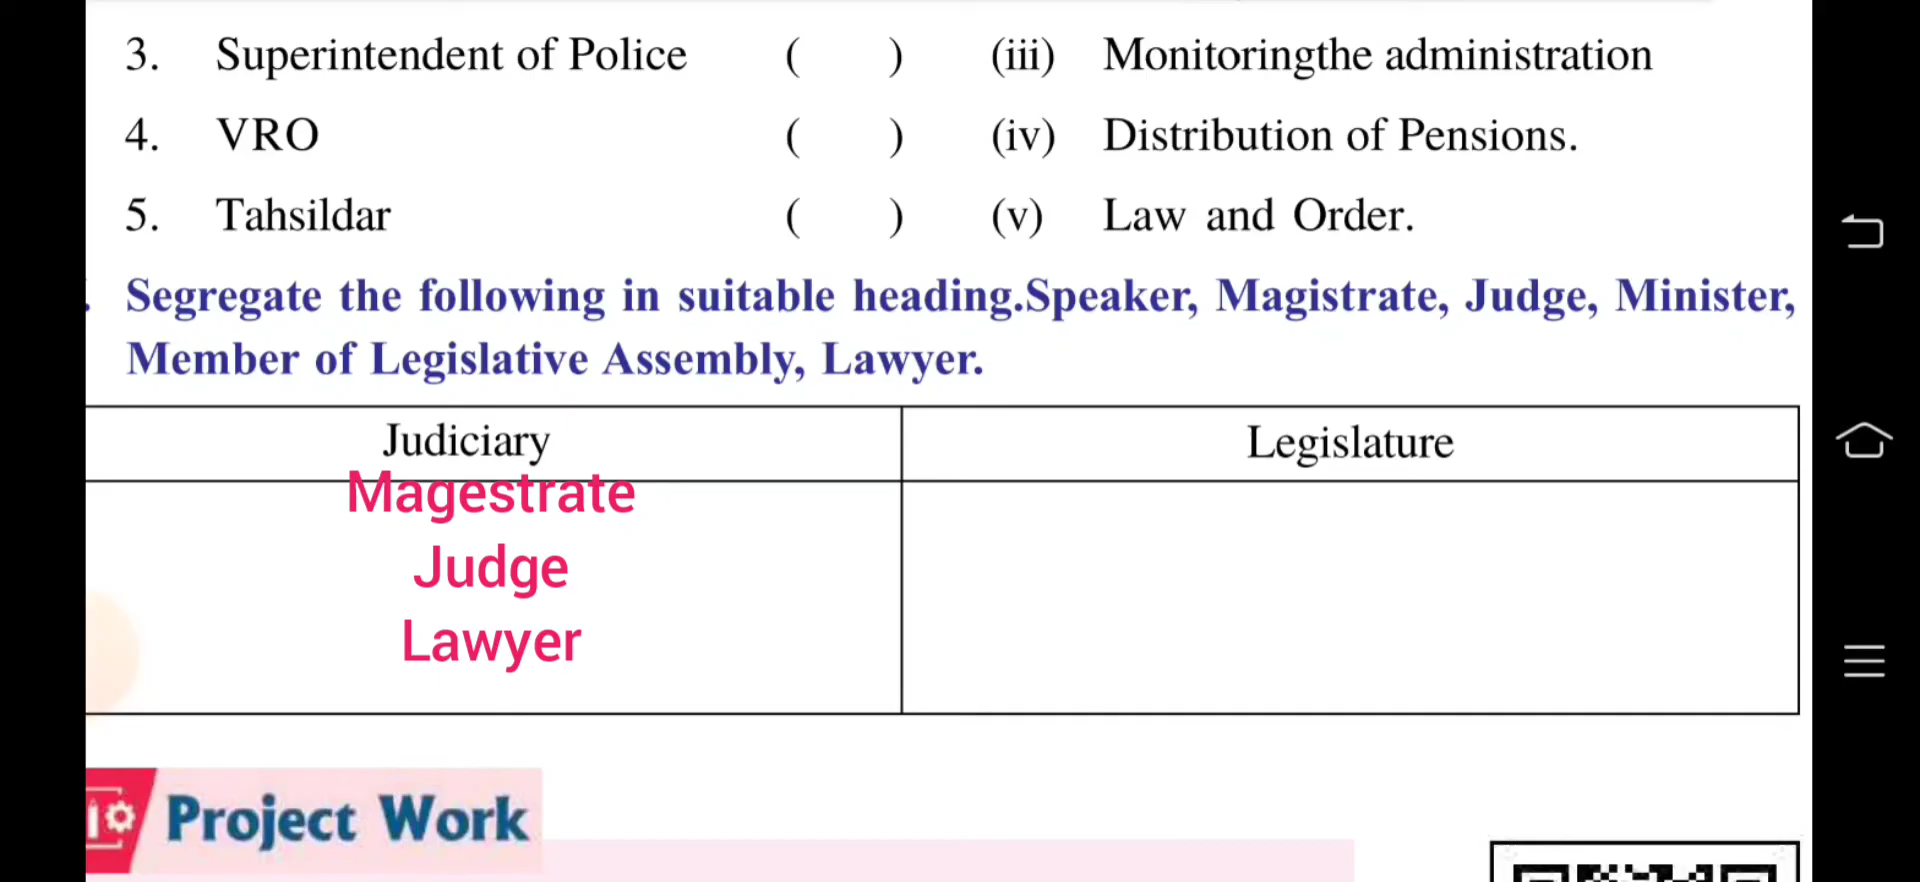 3. Superintendent of Police ( ) (iii) Monitoringthe administration
4. VRO ( ) (iv) Distribution of Pensions.
5. Tahsildar ( ) (v) Law and Order.
. Segregate the following in suitable heading.Speaker, Magistrate, Judge, Minister,
Member of Legislative Assembly, Lawyer.
Judiciary Legislature
Magestrate
Judge
Lawyer
Project Work